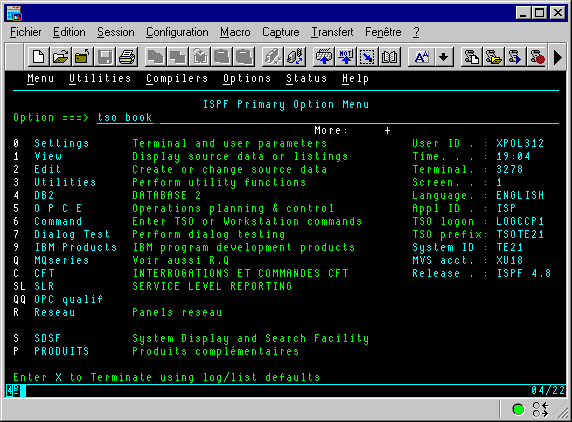 Fichier Edition Session Configuration Macro Capture Transfert Fenêtre ?
NOT
AA
Menu Utilities Compilers Options Status Help
ISPF Primary Option Menu
Option ===> tso book
More: +
0 Settings Terminal and user parameters User ID . : XPOL312
1 View Display source data or listings Time. . . : 19:04
2 Edit Create or change source data Terminal. : 3278
3 Utilities Perform utility functions Screen. . : 1
4 DB2 DATABASE 2 Language. : ENGLISH
5 O P C E Operations planning & control Appl ID . : ISP
6 Command Enter TSO or Workstation commands TSO logon : LOGCCP1
7 Dialog Test Perform dialog testing TSO prefix: TSOTE21
9 IBM Products IBM program development products System ID : TE21
Q MQseries Voir aussi R.Q MVS acct. : XU18
C CFT INTERROGATIONS ET COMMANDES CFT Release . : ISPF 4.8
SL SLR SERVICE LEVEL REPORTING
QQ OPC qualif
R Reseau Panels reseau
S SDSF System Display and Search Facility
P PRODUITS Produits complémentaires
Enter X to Terminate using log/list defaults
04/22